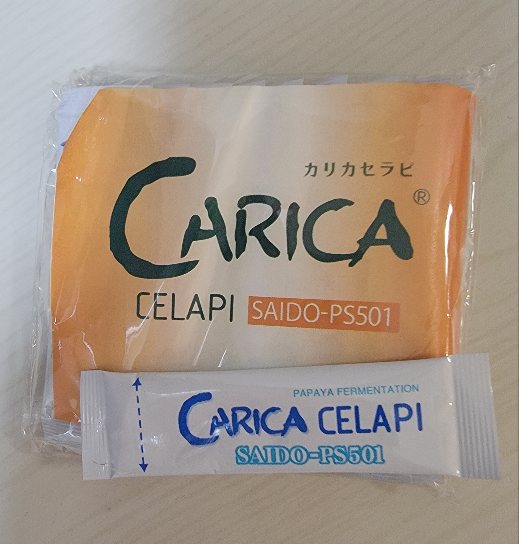 カリカセラピ
CARICA®
CELAPI SAIDO-PS501
PAPAYA FERMENTATION
CARICA CELAPI
SAIDO-PS501